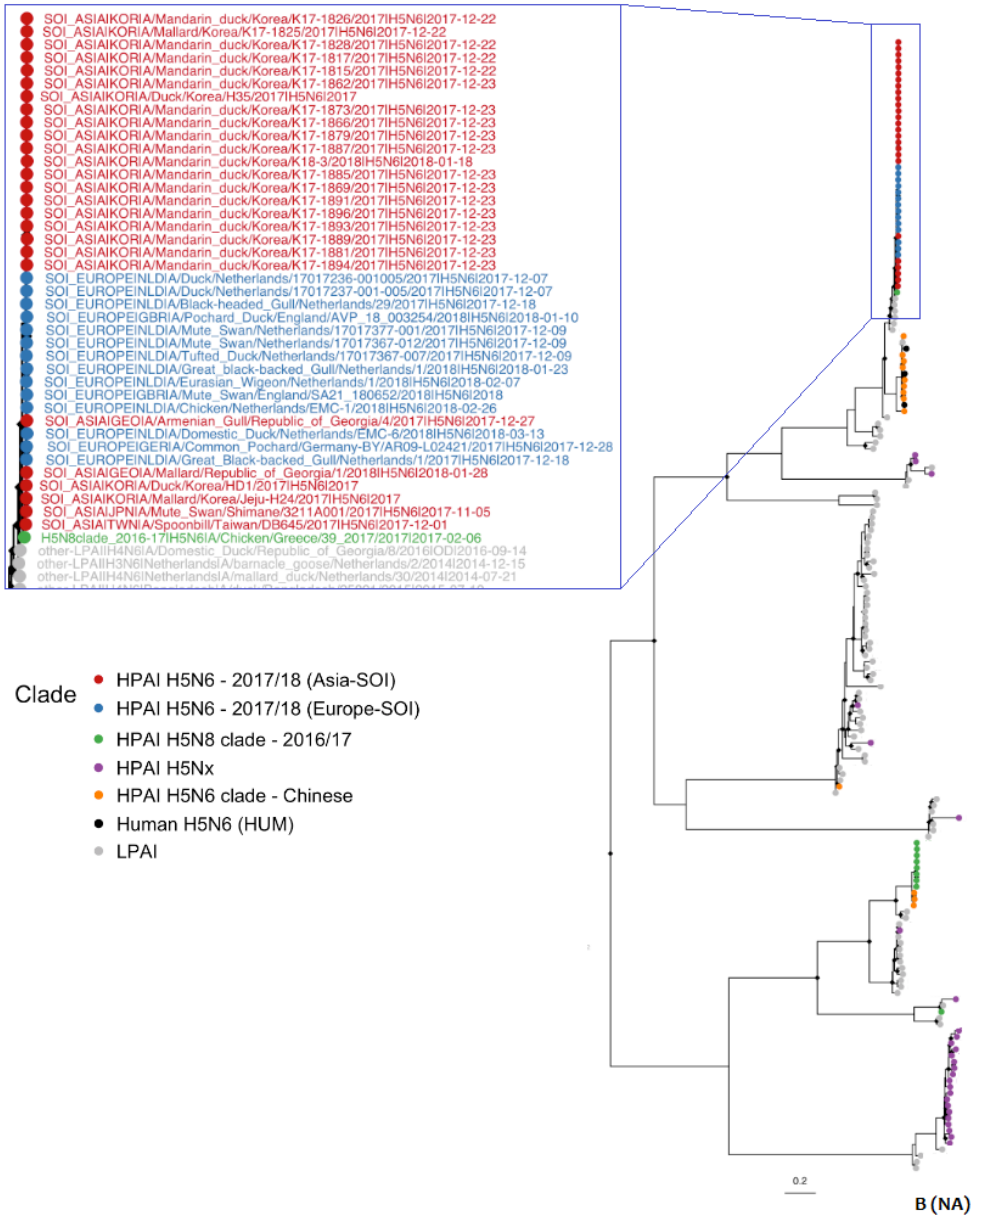 SOI_ASIA|KOR|A/Mandarin_duck/Korea/K17-1826/2017|H5N6|2017-12-22
SOI_ASIA|KOR|A/Mallard/Korea/K17-1825/2017|H5N6|2017-12-22
SOI_ASIA|KOR|A/Mandarin_duck/Korea/K17-1828/2017|H5N6|2017-12-22
SOI_ASIA|KOR|A/Mandarin_duck/Korea/K17-1817/2017|H5N6|2017-12-22
SOI_ASIA|KOR|A/Mandarin_duck/Korea/K17-1815/2017|H5N6|2017-12-22
SOI_ASIA|KOR|A/Mandarin_duck/Korea/K17-1862/2017|H5N6|2017-12-23
SOI_ASIA|KOR|A/Duck/Korea/H35/2017|H5N6|2017
SOI_ASIA|KOR|A/Mandarin_duck/Korea/K17-1873/2017|H5N6|2017-12-23
SOI_ASIA|KOR|A/Mandarin_duck/Korea/K17-1866/2017|H5N6|2017-12-23
SOI_ASIA|KOR|A/Mandarin_duck/Korea/K17-1879/2017|H5N6|2017-12-23
SOI_ASIA|KOR|A/Mandarin_duck/Korea/K17-1887/2017|H5N6|2017-12-23
SOI_ASIA|KOR|A/Mandarin_duck/Korea/K18-3/2018|H5N6|2018-01-18
SOI_ASIA|KOR|A/Mandarin_duck/Korea/K17-1885/2017|H5N6|2017-12-23
SOI_ASIA|KOR|A/Mandarin_duck/Korea/K17-1869/2017|H5N6|2017-12-23
SOI_ASIA|KOR|A/Mandarin_duck/Korea/K17-1891/2017|H5N6|2017-12-23
SOI_ASIA|KOR|A/Mandarin_duck/Korea/K17-1896/2017|H5N6|2017-12-23
SOI_ASIA|KOR|A/Mandarin_duck/Korea/K17-1893/2017|H5N6|2017-12-23
SOI_ASIA|KOR|A/Mandarin_duck/Korea/K17-1889/2017|H5N6|2017-12-23
SOI_ASIA|KOR|A/Mandarin_duck/Korea/K17-1881/2017|H5N6|2017-12-23
SOI_ASIA|KOR|A/Mandarin_duck/Korea/K17-1894/2017|H5N6|2017-12-23
SOI_EUROPE|NLD|A/Duck/Netherlands/17017236-001005/2017|H5N6|2017-12-07
SOI_EUROPE|NLD|A/Duck/Netherlands/17017237-001-005/2017|H5N6|2017-12-07
SOI_EUROPE|NLD|A/Black-headed_Gull/Netherlands/29/2017|H5N6|2017-12-18
SOI_EUROPE|GBR|A/Pochard_Duck/England/AVP_18_003254/2018|H5N6|2018-01-10
SOI_EUROPE|NLD|A/Mute_Swan/Netherlands/17017377-001/2017|H5N6|2017-12-09
SOI_EUROPE|NLD|A/Mute_Swan/Netherlands/17017367-012/2017|H5N6|2017-12-09
SOI_EUROPE|NLD|A/Tufted_Duck/Netherlands/17017367-007/2017|H5N6|2017-12-09
SOI_EUROPE|NLD|A/Great_black-backed_Gull/Netherlands/1/2018|H5N6|2018-01-23
SOI_EUROPE|NLD|A/Eurasian_Wigeon/Netherlands/1/2018|H5N6|2018-02-07
SOI_EUROPE|GBR|A/Mute_Swan/England/SA21_180652/2018|H5N6|2018
SOI_EUROPE|NLD|A/Chicken/Netherlands/EMC-1/2018|H5N6|2018-02-26
SOI_ASIA|GEO|A/Armenian_Gull/Republic_of_Georgia/4/2017|H5N6|2017-12-27
SOI_EUROPE|NLD|A/Domestic_Duck/Netherlands/EMC-6/2018|H5N6|2018-03-13
SOI_EUROPE|GER|A/Common_Pochard/Germany-BY/AR09-L02421/2017|H5N6|2017-12-28
SOI_EUROPE|NLD|A/Great_Black-backed_Gull/Netherlands/1/2017|H5N6|2017-12-18
SOI_ASIA|GEO|A/Mallard/Republic_of_Georgia/1/2018|H5N6|2018-01-28
SOI_ASIA|KOR|A/Duck/Korea/HD1/2017|H5N6|2017
SOI_ASIA|KOR|A/Mallard/Korea/Jeju-H24/2017|H5N6|2017
SOI_ASIA|JPN|A/Mute_Swan/Shimane/3211A001/2017|H5N6|2017-11-05
SOI_ASIA|TWN|A/Spoonbill/Taiwan/DB645/2017|H5N6|2017-12-01
H5N8clade_2016-17|H5N6|A/Chicken/Greece/39_2017/2017|2017-02-06
other-LPAI|H4N6|A/Domestic_Duck/Republic_of_Georgia/8/2016|OD|2016-09-14
other-LPAI|H3N6|Netherlands|A/barnacle_goose/Netherlands/2/2014|2014-12-15
other-LPAI|H4N6|Netherlands|A/mallard_duck/Netherlands/30/2014|2014-07-21
Clade
HPAI H5N6 - 2017/18 (Asia-SOI)
HPAI H5N6 - 2017/18 (Europe-SOI)
HPAI H5N8 clade - 2016/17
HPAI H5Nx
HPAI H5N6 clade - Chinese
Human H5N6 (HUM)
LPAI
0.2
B (NA)